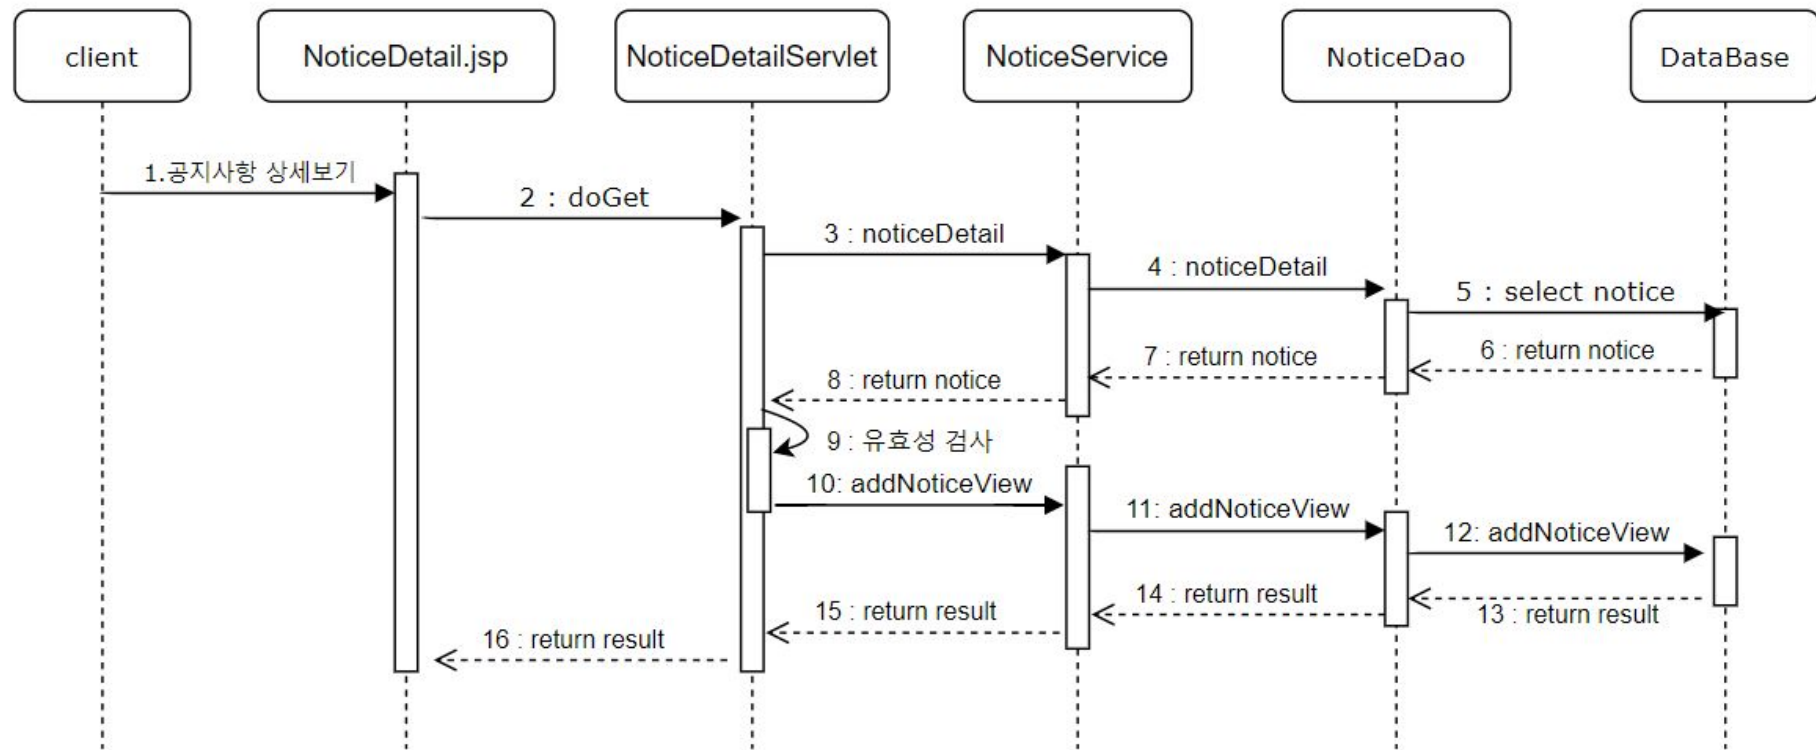 client
NoticeDetail.jsp
NoticeDetailServlet
NoticeService
NoticeDao
DataBase
1.공지사항 상세보기
2 : doGet
3 : noticeDetail
4 : noticeDetail
5 : select notice
6 : return notice
7 : return notice
8 : return notice
9 : 유효성 검사
10: addNoticeView
11: addNoticeView
12: addNoticeView
13 : return result
14 : return result
15 : return result
16 : return result